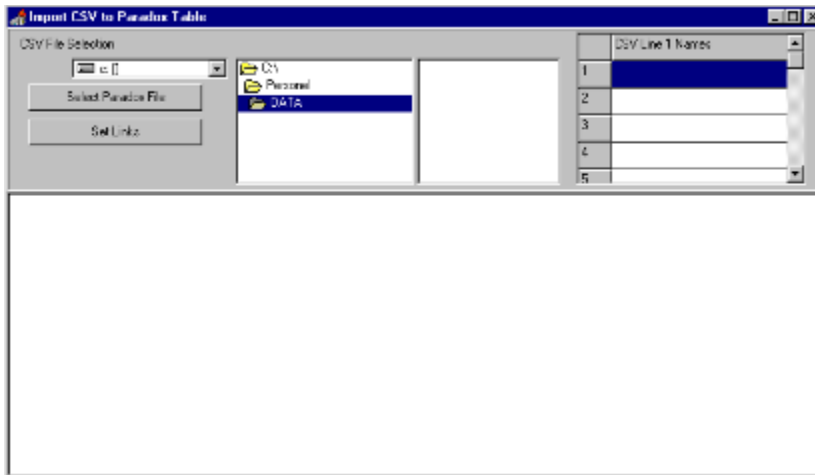 Import CSV to Paradox Table
CSV File Selection
CSV Line 1 Names
c: []
C:\
1
Select Paradox File
Personal
2
DATA
Set Links
3
4
5